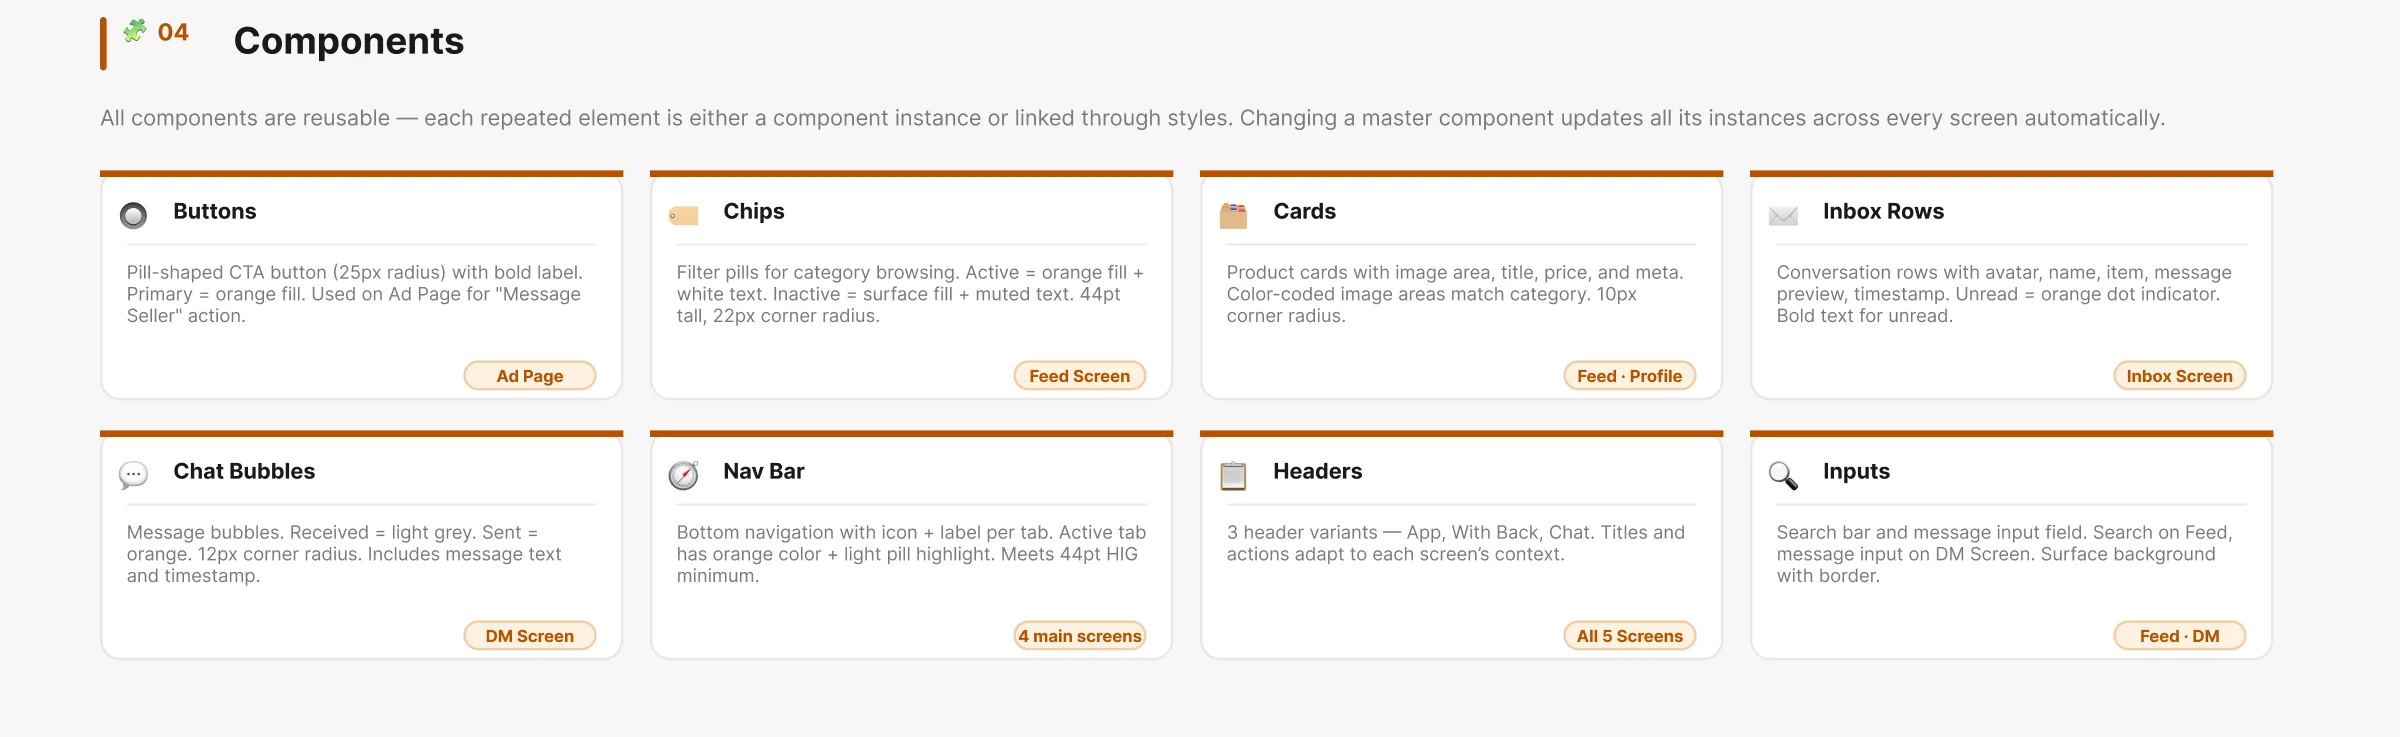 04
Components
All components are reusable — each repeated element is either a component instance or linked through styles. Changing a master component updates all its instances across every screen automatically.
Buttons
Pill-shaped CTA button (25px radius) with bold label.
Primary = orange fill. Used on Ad Page for "Message
Seller" action.
Ad Page
Chips
Filter pills for category browsing. Active = orange fill +
white text. Inactive = surface fill + muted text. 44pt
tall, 22px corner radius.
Feed Screen
Cards
Product cards with image area, title, price, and meta.
Color-coded image areas match category. 10px
corner radius.
Feed · Profile
Inbox Rows
Conversation rows with avatar, name, item, message
preview, timestamp. Unread = orange dot indicator.
Bold text for unread.
Inbox Screen
Chat Bubbles
Message bubbles. Received = light grey. Sent =
orange. 12px corner radius. Includes message text
and timestamp.
DM Screen
Nav Bar
Bottom navigation with icon + label per tab. Active tab
has orange color + light pill highlight. Meets 44pt HIG
minimum.
4 main screens
Headers
3 header variants — App, With Back, Chat. Titles and
actions adapt to each screen’s context.
All 5 Screens
Inputs
Search bar and message input field. Search on Feed,
message input on DM Screen. Surface background
with border.
Feed · DM